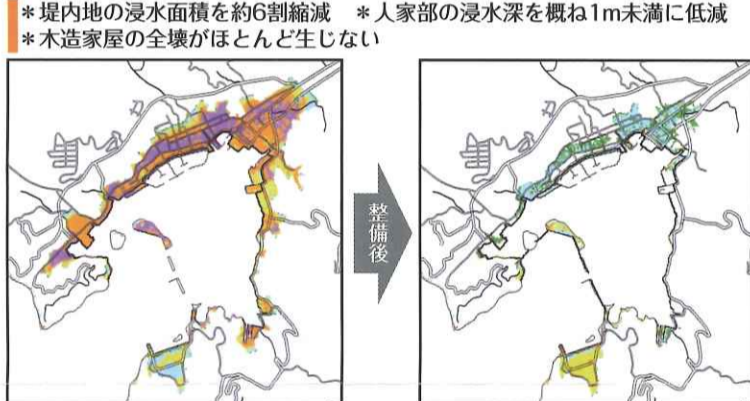 ＊堤内地の浸水面積を約6割縮減　＊人家部の浸水深を概ね1m未満に低減
＊木造家屋の全壊がほとんど生じない
整備後